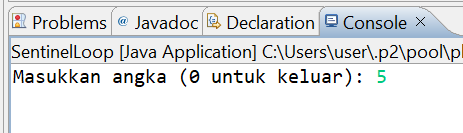 Problems @ Javadoc Declaration Console
SentinelLoop [Java Application] C:\Users\user\.p2\pool\pl
Masukkan angka (0 untuk keluar): 5